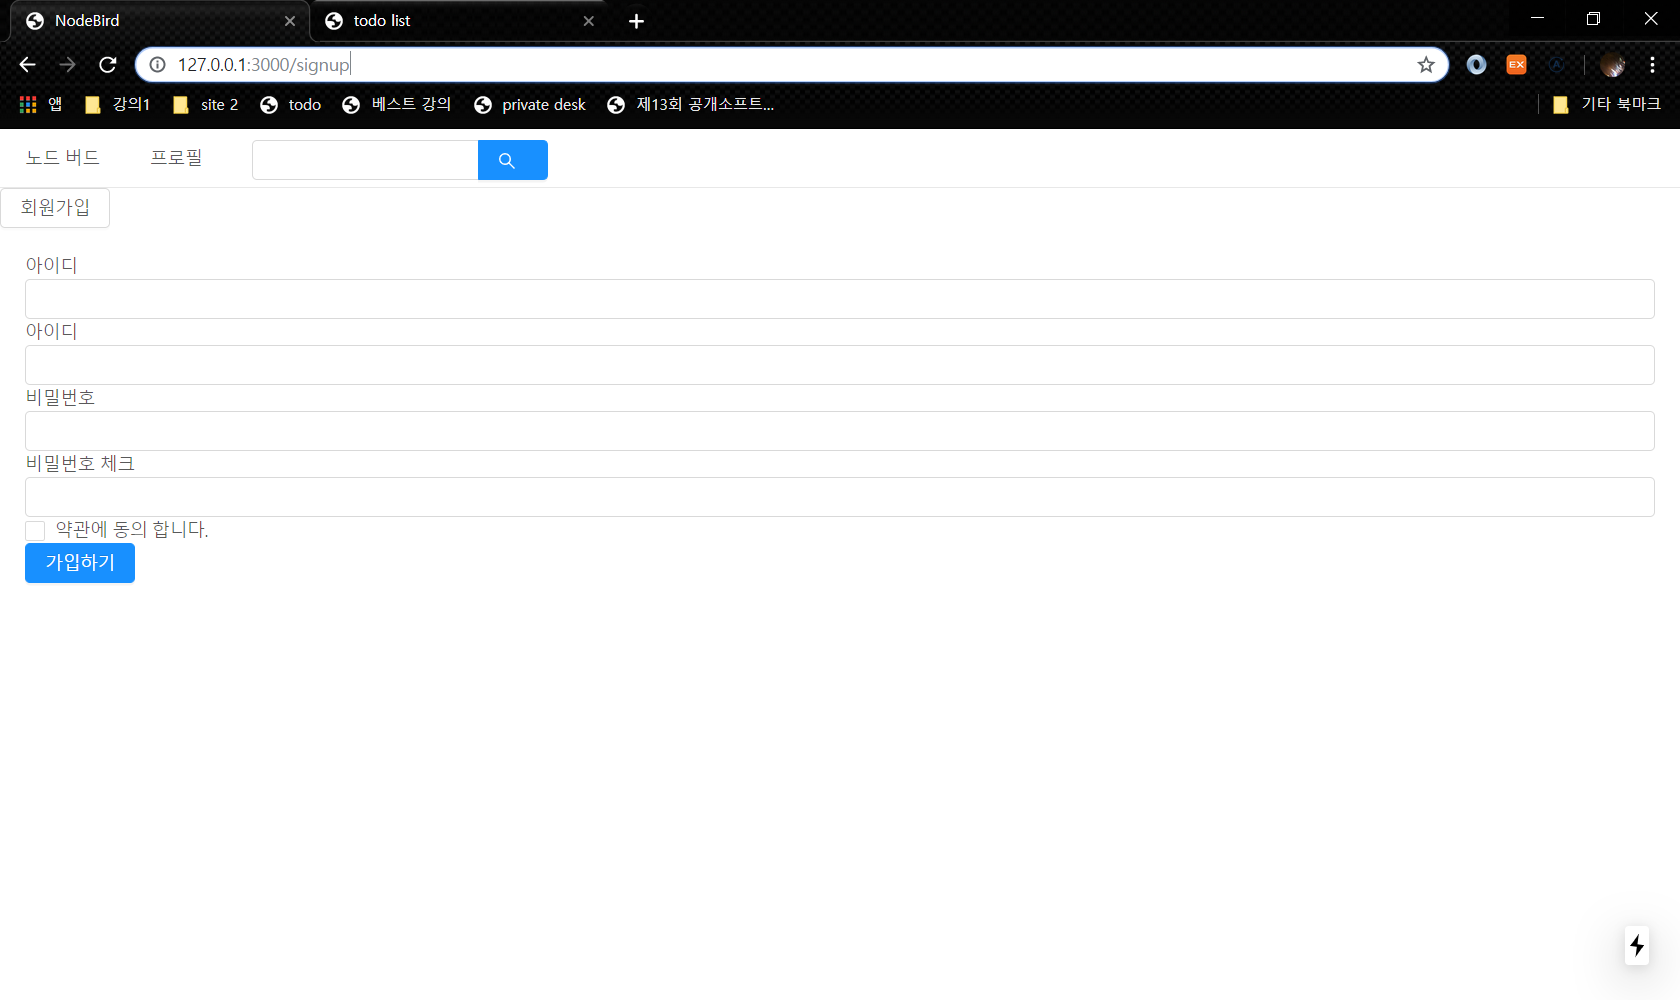 NodeBird
todo list
127.0.0.1:3000/signup
EX
앱
강의1
site 2
todo
베스트 강의
private desk
제13회 공개소프트...
기타 북마크
노드 버드
프로필
회원가입
아이디
아이디
비밀번호
비밀번호 체크
약관에 동의 합니다.
가입하기